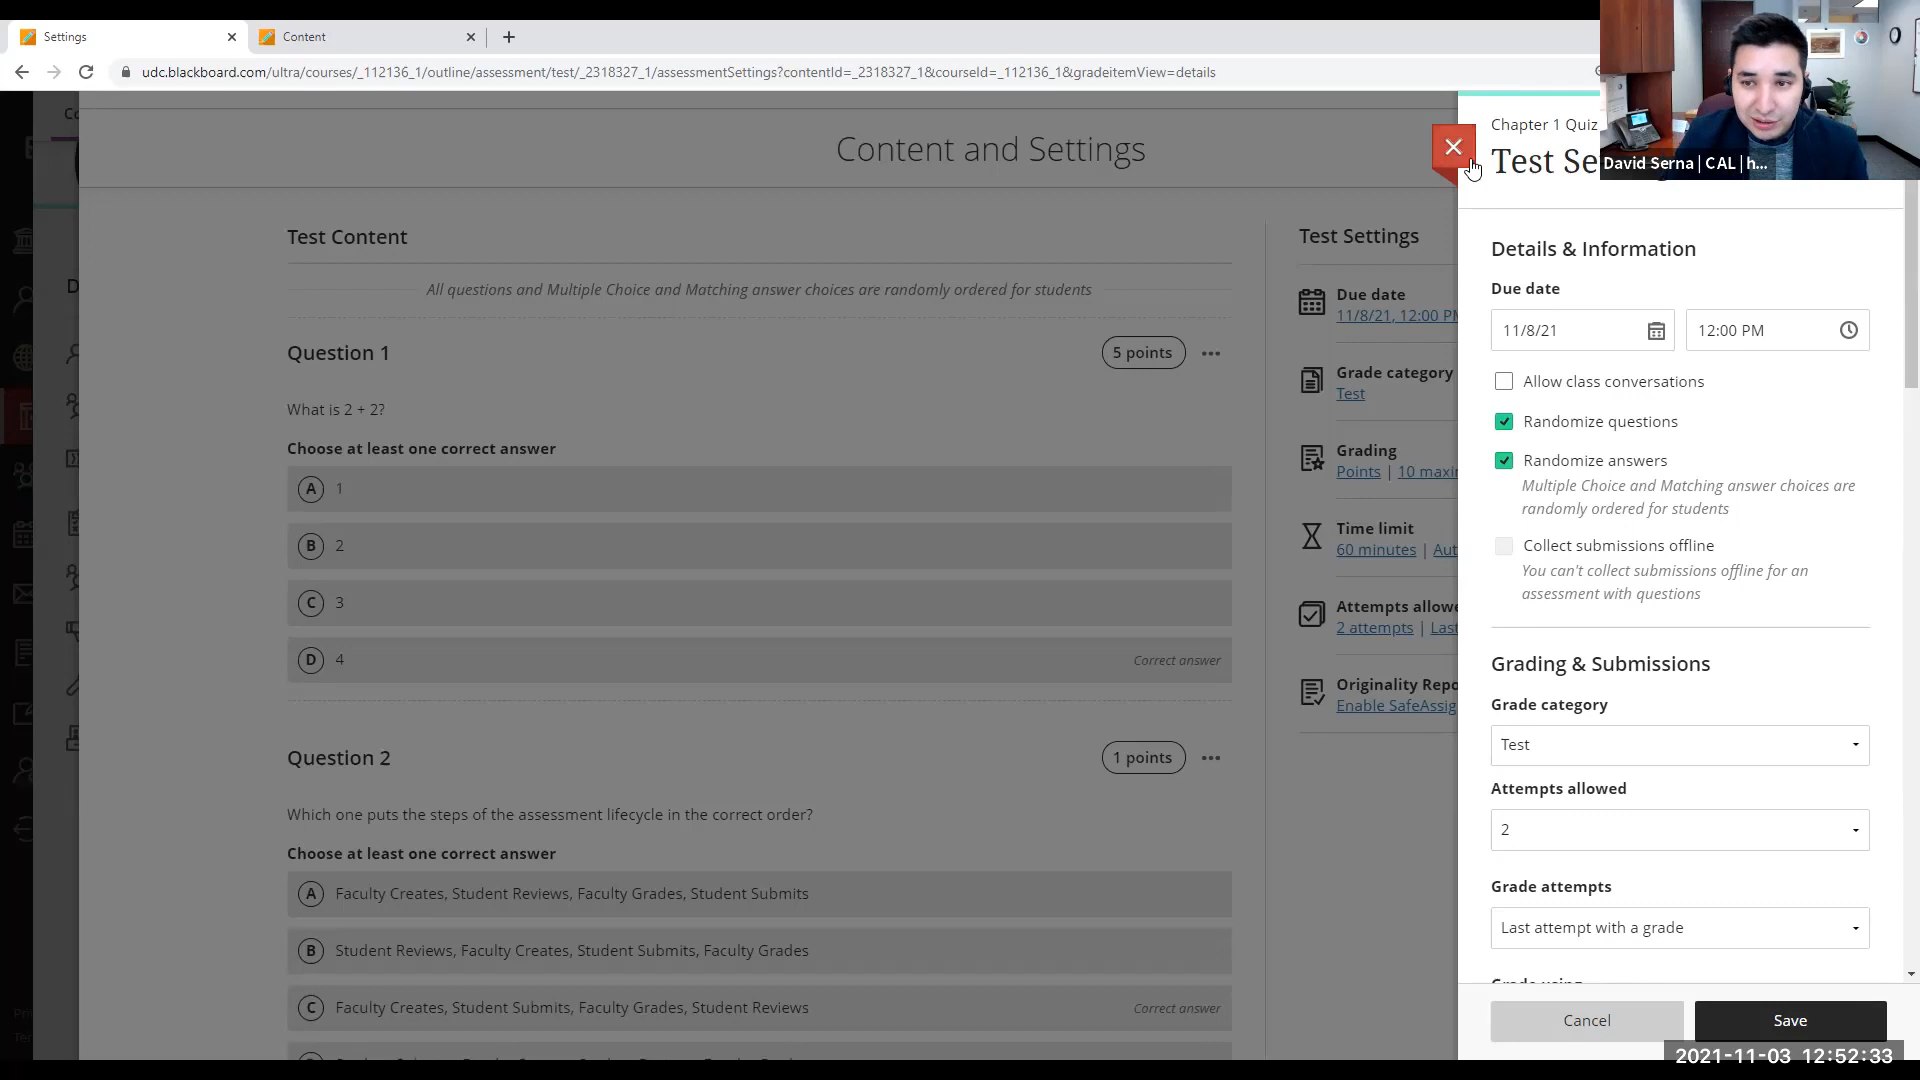 Settings
Content
udc.blackboard.com/ultra/courses/_112136_1/outline/assessment/test/_2318327_1/assessmentSettings?contentId=_2318327_1&courseId=_112136_1&gradeitemView=details
Content and Settings
Test Content
All questions and Multiple Choice and Matching answer choices are randomly ordered for students
Question 1
5 points
What is 2 + 2?
Choose at least one correct answer
A 1
B 2
C 3
D 4
Correct answer
Question 2
1 points
Which one puts the steps of the assessment lifecycle in the correct order?
Choose at least one correct answer
A Faculty Creates, Student Reviews, Faculty Grades, Student Submits
B Student Reviews, Faculty Creates, Student Submits, Faculty Grades
C Faculty Creates, Student Submits, Faculty Grades, Student Reviews
Correct answer
Test Settings
Due date
11/8/21, 12:00 PM
Grade category
Test
Grading
Points | 10 maxi
Time limit
60 minutes | Aut
Attempts allowe
2 attempts | Last
Originality Repo
Enable SafeAssig
Chapter 1 Quiz
Test Se
David Serna | CAL | h...
Details & Information
Due date
11/8/21
12:00 PM
Allow class conversations
Randomize questions
Randomize answers
Multiple Choice and Matching answer choices are
randomly ordered for students
Collect submissions offline
You can't collect submissions offline for an
assessment with questions
Grading & Submissions
Grade category
Test
Attempts allowed
2
Grade attempts
Last attempt with a grade
Cancel
Save
2021-11-03 12:52:33